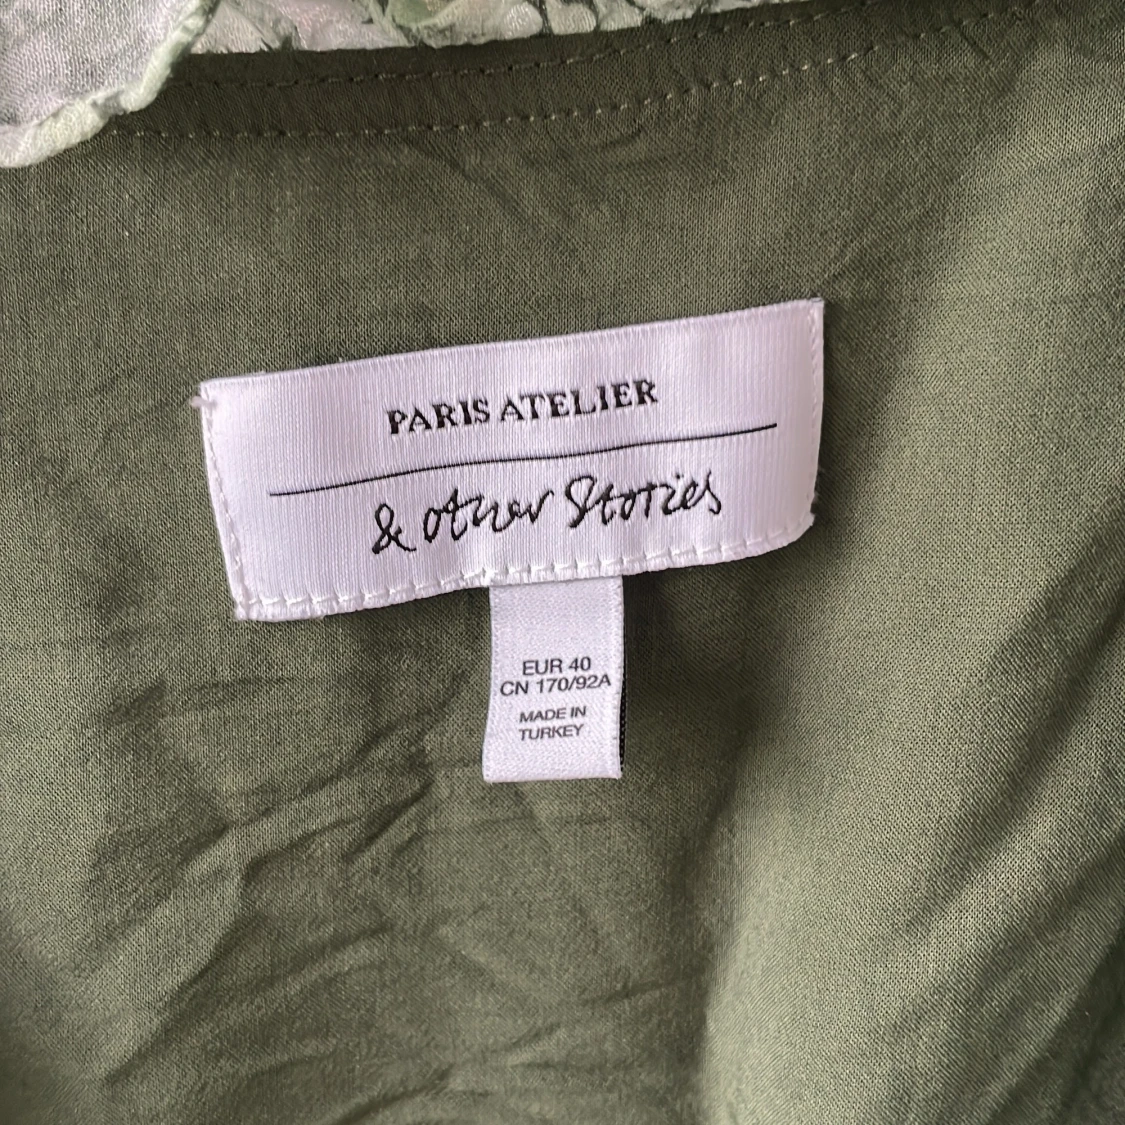 PARIS ATELIER
& other Stories
EUR 40
CN 170/92A
MADE IN
TURKEY